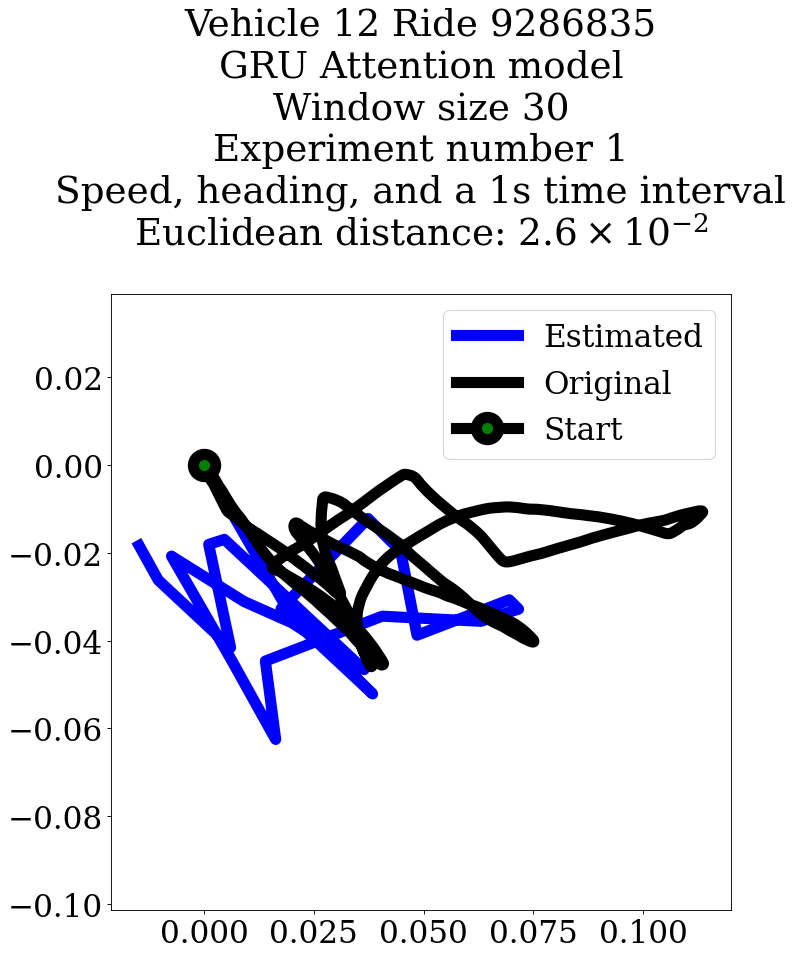 Vehicle 12 Ride 9286835
GRU Attention model
Window size 30
Experiment number 1
Speed, heading, and a 1s time interval
Euclidean distance: 2.6 × 10⁻²
Estimated
Original
Start
0.02
0.00
−0.02
−0.04
−0.06
−0.08
−0.10
0.000 0.025 0.050 0.075 0.100